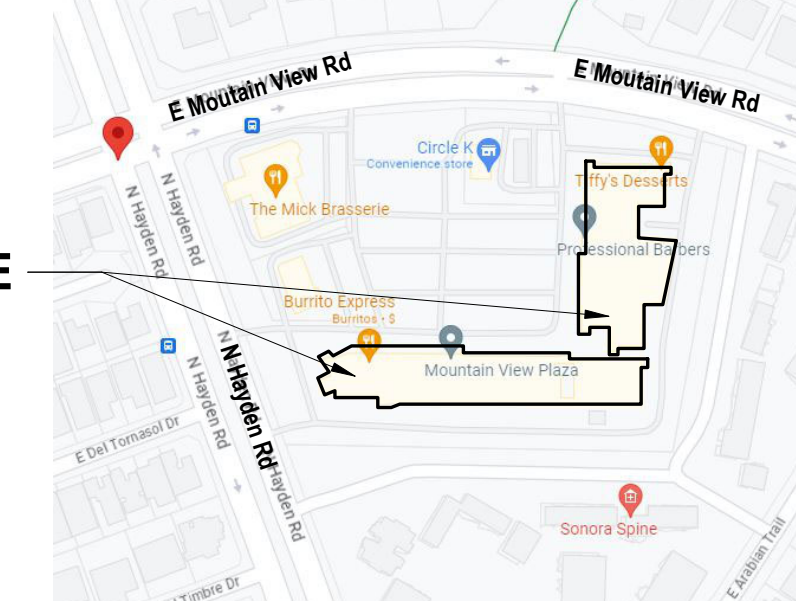 E Moutain View Rd
E Moutain View Rd
Circle K
Convenience store
Tiffy's Desserts
The Mick Brasserie
N Hayden Rd
N Hayden Rd
Professional Barbers
E
Burrito Express
Burritos • $
Mountain View Plaza
N Hayden Rd
N Hayden Rd
E Del Tornasol Dr
N Hayden Rd
Sonora Spine
E Arabian Trail
Timbre Dr